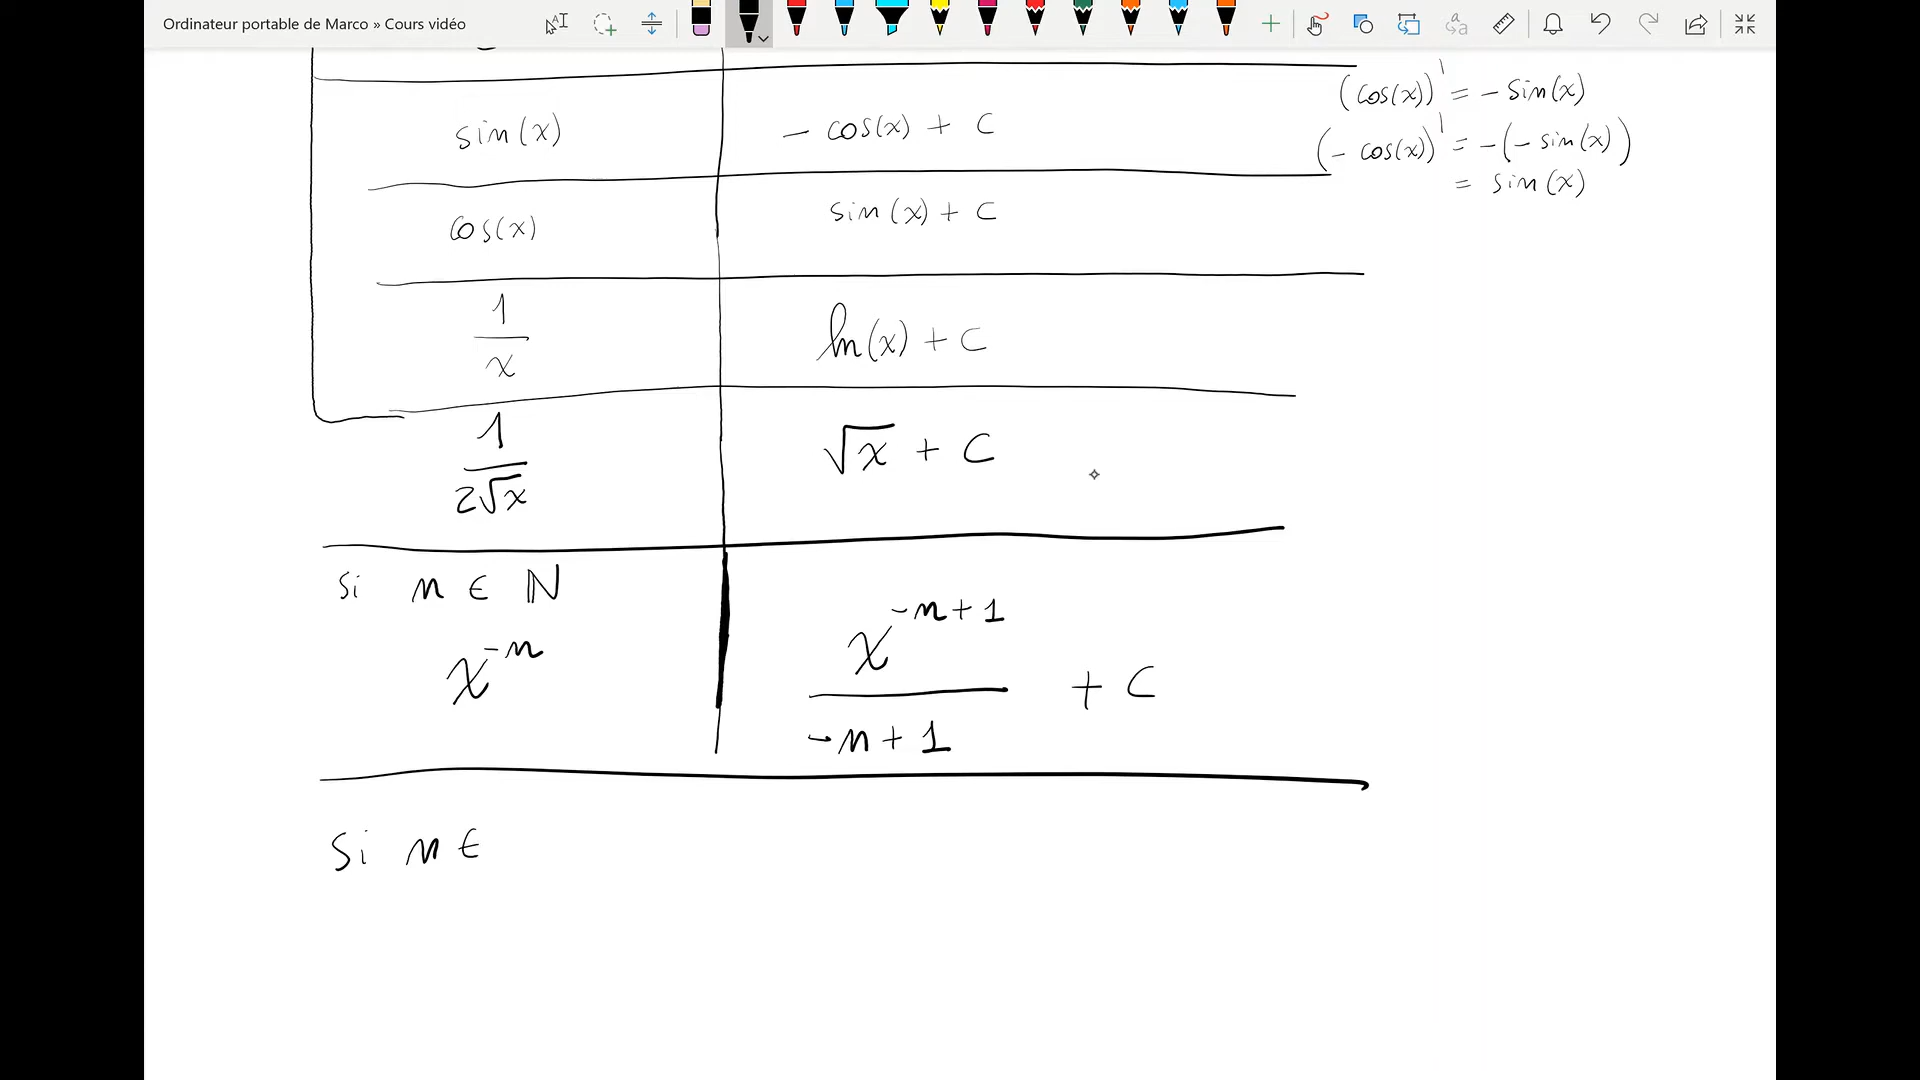 Ordinateur portable de Marco » Cours vidéo
(cos(x))' = - sin(x)
sin(x) - cos(x) + C
(- cos(x))' = -(- sin(x))
= sin(x)
cos(x) sin(x) + C
1/x ln(x) + C
1/(2√x) √x + C
si n ∈ ℕ
x^(-n) x^(-n+1)/(-n+1) + C
Si n ∈